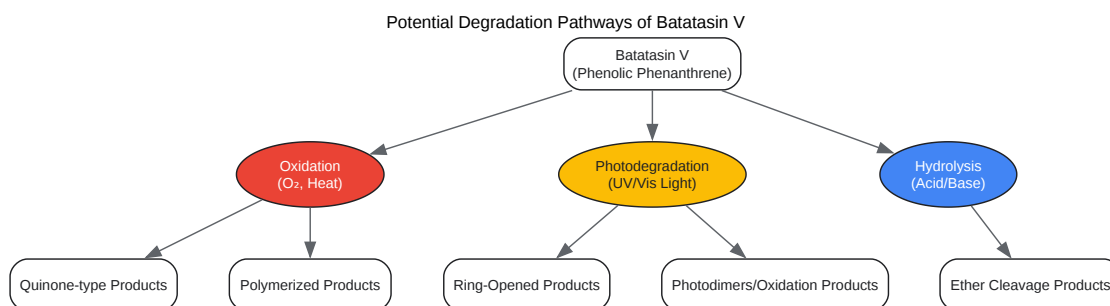 Potential Degradation Pathways of Batatasin V
Batatasin V
(Phenolic Phenanthrene)
Oxidation
(O₂, Heat)
Photodegradation
(UV/Vis Light)
Hydrolysis
(Acid/Base)
Quinone-type Products
Polymerized Products
Ring-Opened Products
Photodimers/Oxidation Products
Ether Cleavage Products